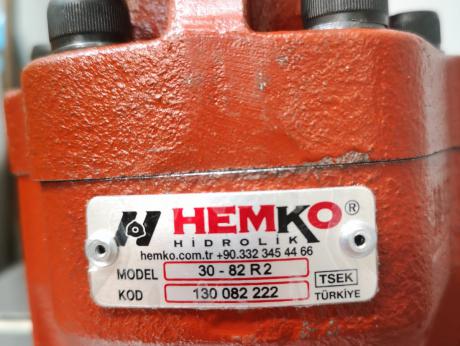 HEMKO ®
HİDROLİK
hemko.com.tr +90.332 345 44 66
MODEL 30 - 82 R 2
KOD 130 082 222
TSEK
TÜRKİYE